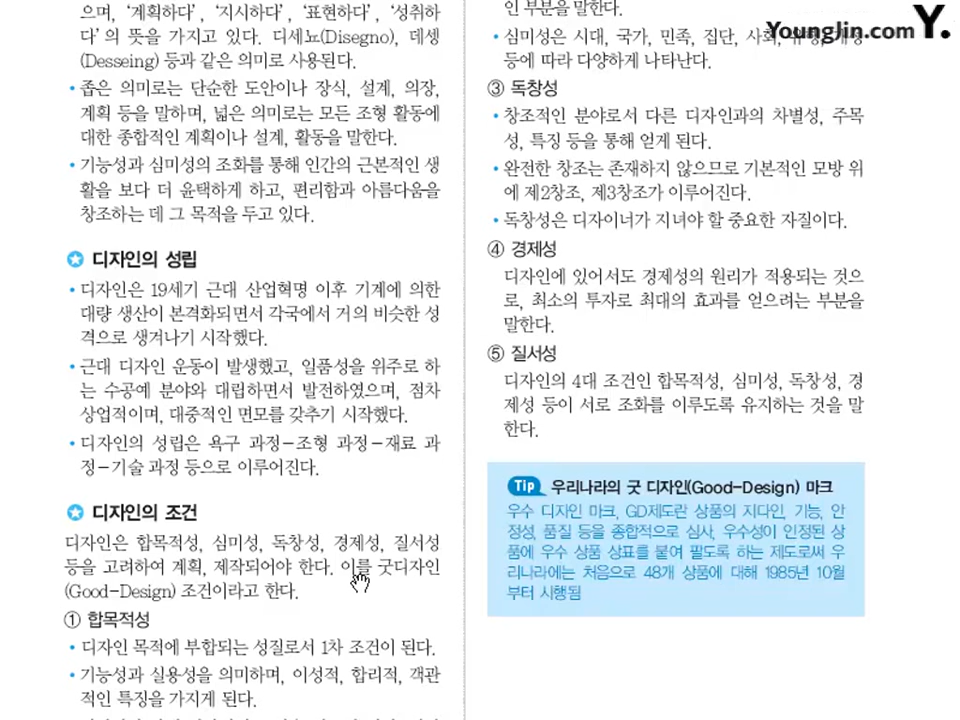 으며, ‘계획하다’, ‘지시하다’, ‘표현하다’, ‘성취하
다’의 뜻을 가지고 있다. 디세뇨(Disegno), 데셍
(Desseing) 등과 같은 의미로 사용된다.
• 좁은 의미로는 단순한 도안이나 장식, 설계, 의장,
계획 등을 말하며, 넓은 의미로는 모든 조형 활동에
대한 종합적인 계획이나 설계, 활동을 말한다.
• 기능성과 심미성의 조화를 통해 인간의 근본적인 생
활을 보다 더 윤택하게 하고, 편리함과 아름다움을
창조하는 데 그 목적을 두고 있다.
디자인의 성립
• 디자인은 19세기 근대 산업혁명 이후 기계에 의한
대량 생산이 본격화되면서 각국에서 거의 비슷한 성
격으로 생겨나기 시작했다.
• 근대 디자인 운동이 발생했고, 일품성을 위주로 하
는 수공예 분야와 대립하면서 발전하였으며, 점차
상업적이며, 대중적인 면모를 갖추기 시작했다.
• 디자인의 성립은 욕구 과정-조형 과정-재료 과
정-기술 과정 등으로 이루어진다.
디자인의 조건
디자인은 합목적성, 심미성, 독창성, 경제성, 질서성
등을 고려하여 계획, 제작되어야 한다. 이를 굿디자인
(Good-Design) 조건이라고 한다.
① 합목적성
• 디자인 목적에 부합되는 성질로서 1차 조건이 된다.
• 기능성과 실용성을 의미하며, 이성적, 합리적, 객관
적인 특징을 가지게 된다.
인 부분을 말한다.
• 심미성은 시대, 국가, 민족, 집단, 사회,
등에 따라 다양하게 나타난다.
③ 독창성
• 창조적인 분야로서 다른 디자인과의 차별성, 주목
성, 특징 등을 통해 얻게 된다.
• 완전한 창조는 존재하지 않으므로 기본적인 모방 위
에 제2창조, 제3창조가 이루어진다.
• 독창성은 디자이너가 지녀야 할 중요한 자질이다.
④ 경제성
디자인에 있어서도 경제성의 원리가 적용되는 것으
로, 최소의 투자로 최대의 효과를 얻으려는 부분을
말한다.
⑤ 질서성
디자인의 4대 조건인 합목적성, 심미성, 독창성, 경
제성 등이 서로 조화를 이루도록 유지하는 것을 말
한다.
Tip 우리나라의 굿 디자인(Good-Design) 마크
우수 디자인 마크, GD제도란 상품의 지다인, 기능, 안
정성, 품질 등을 종합적으로 심사, 우수성이 인정된 상
품에 우수 상품 상표를 붙여 팔도록 하는 제도로써 우
리나라에는 처음으로 48개 상품에 대해 1985년 10월
부터 시행됨
Younglin.com Y.